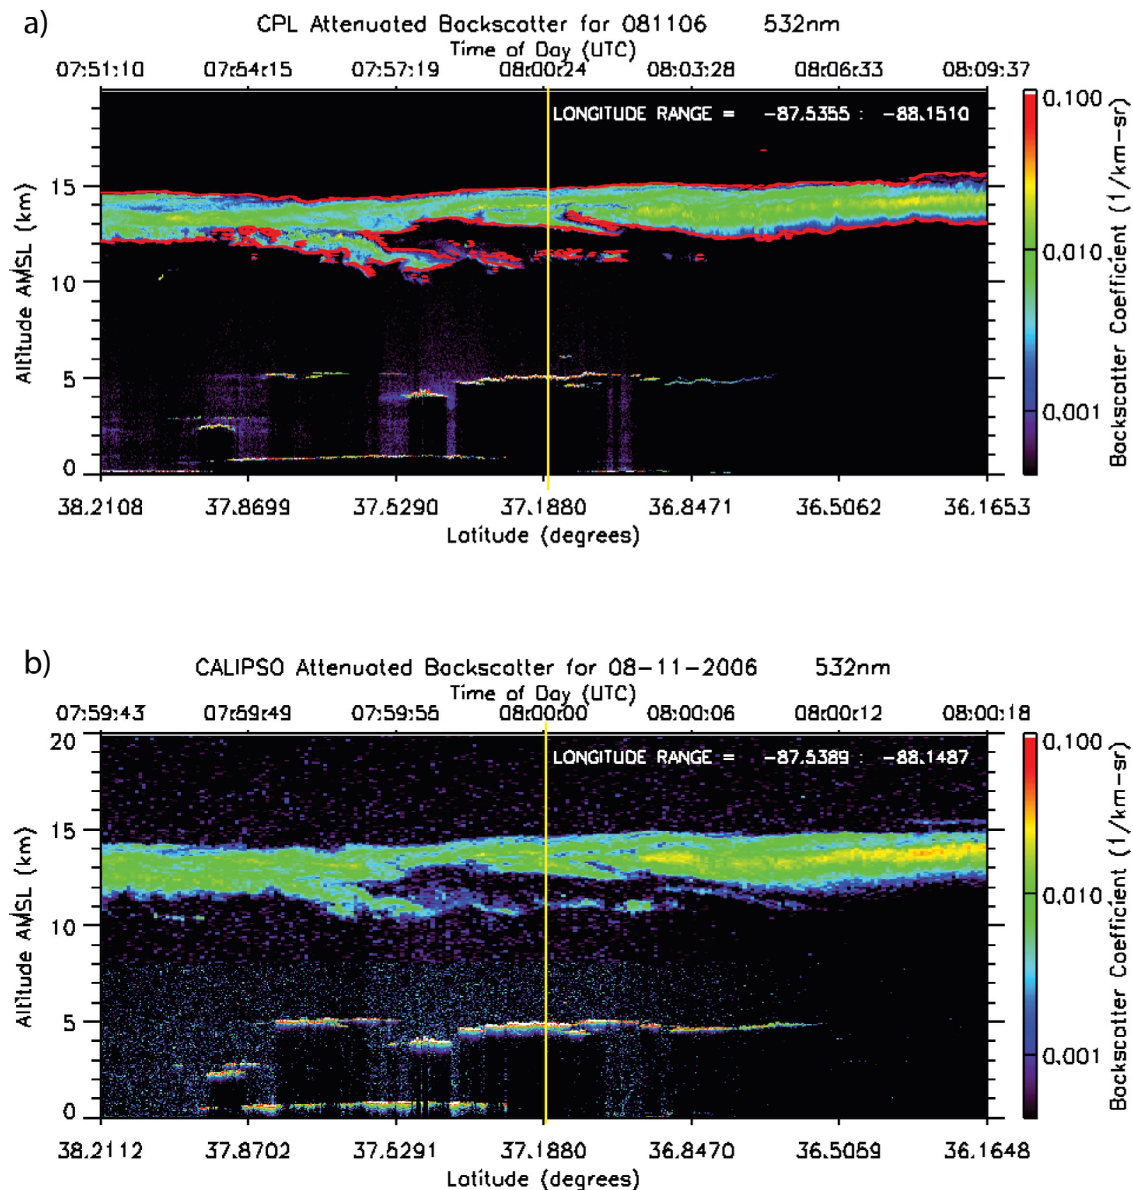 a)
CPL Attenuated Backscatter for 081106 532nm
Time of Day (UTC)
07:51:10 07:54:15 07:57:19 08:00:24 08:03:28 08:06:33 08:09:37
LONGITUDE RANGE = -87.5355 : -88.1510
0.100
15
Altitude AMSL (km)
10
0.010
Backscatter Coefficient (1/km-sr)
5
0.001
0
38.2108 37.8699 37.5290 37.1880 36.8471 36.5062 36.1653
Latitude (degrees)
b)
CALIPSO Attenuated Backscatter for 08-11-2006 532nm
Time of Day (UTC)
07:59:43 07:59:49 07:59:55 08:00:00 08:00:06 08:00:12 08:00:18
20
LONGITUDE RANGE = -87.5389 : -88.1487
0.100
15
Altitude AMSL (km)
10
0.010
Backscatter Coefficient (1/km-sr)
5
0.001
0
38.2112 37.8702 37.5291 37.1880 36.8470 36.5059 36.1648
Latitude (degrees)